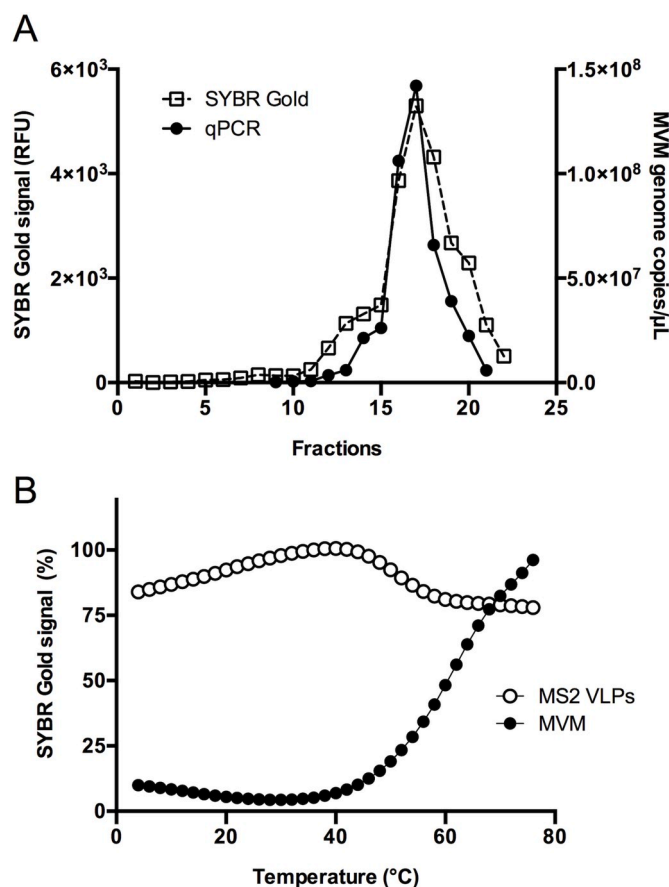 A
SYBR Gold signal (RFU)
6×10³
4×10³
2×10³
0
SYBR Gold
qPCR
1.5×10⁸
1.0×10⁸
5.0×10⁷
0.0
MVM genome copies/µL
0 5 10 15 20 25
Fractions
B
SYBR Gold signal (%)
100
75
50
25
0
MS2 VLPs
MVM
0 20 40 60 80
Temperature (°C)